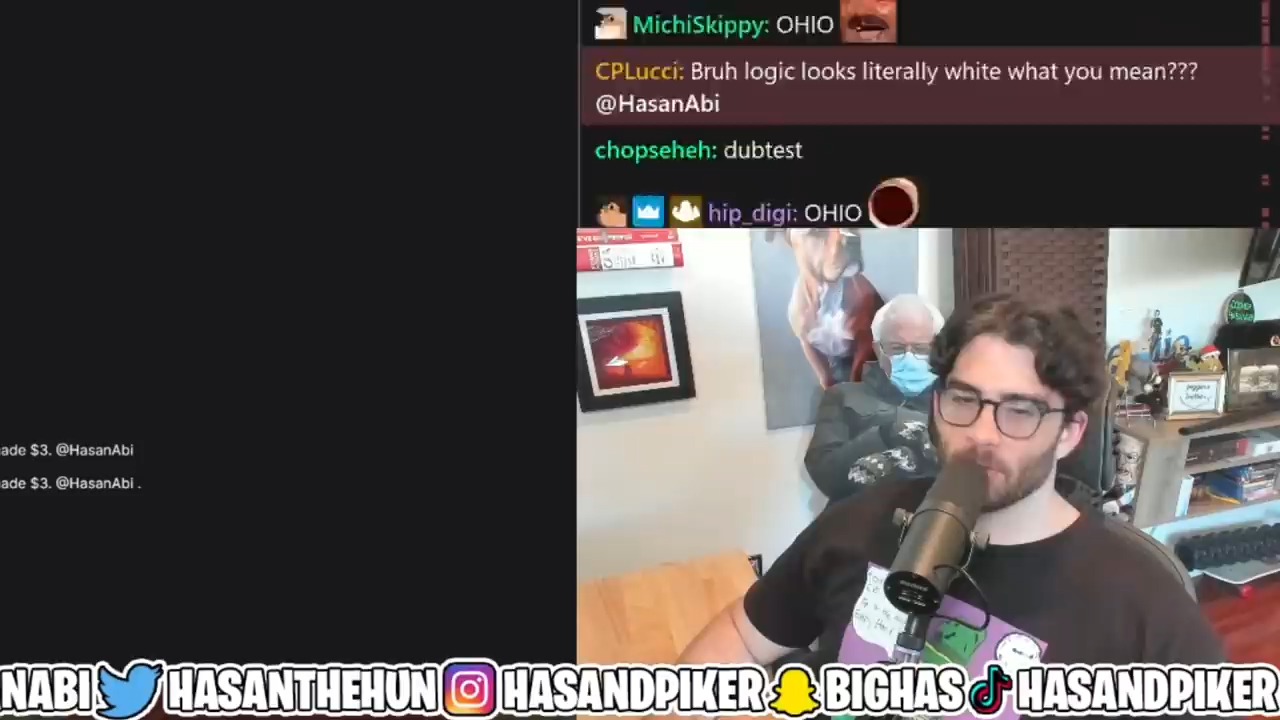 MichiSkippy: OHIO
CPLucci: Bruh logic looks literally white what you mean???
@HasanAbi
chopseheh: dubtest
hip_digi: OHIO
ade $3. @HasanAbi
ade $3. @HasanAbi .
NABI HASANTHEHUN HASANDPIKER BIGHAS HASANDPIKER